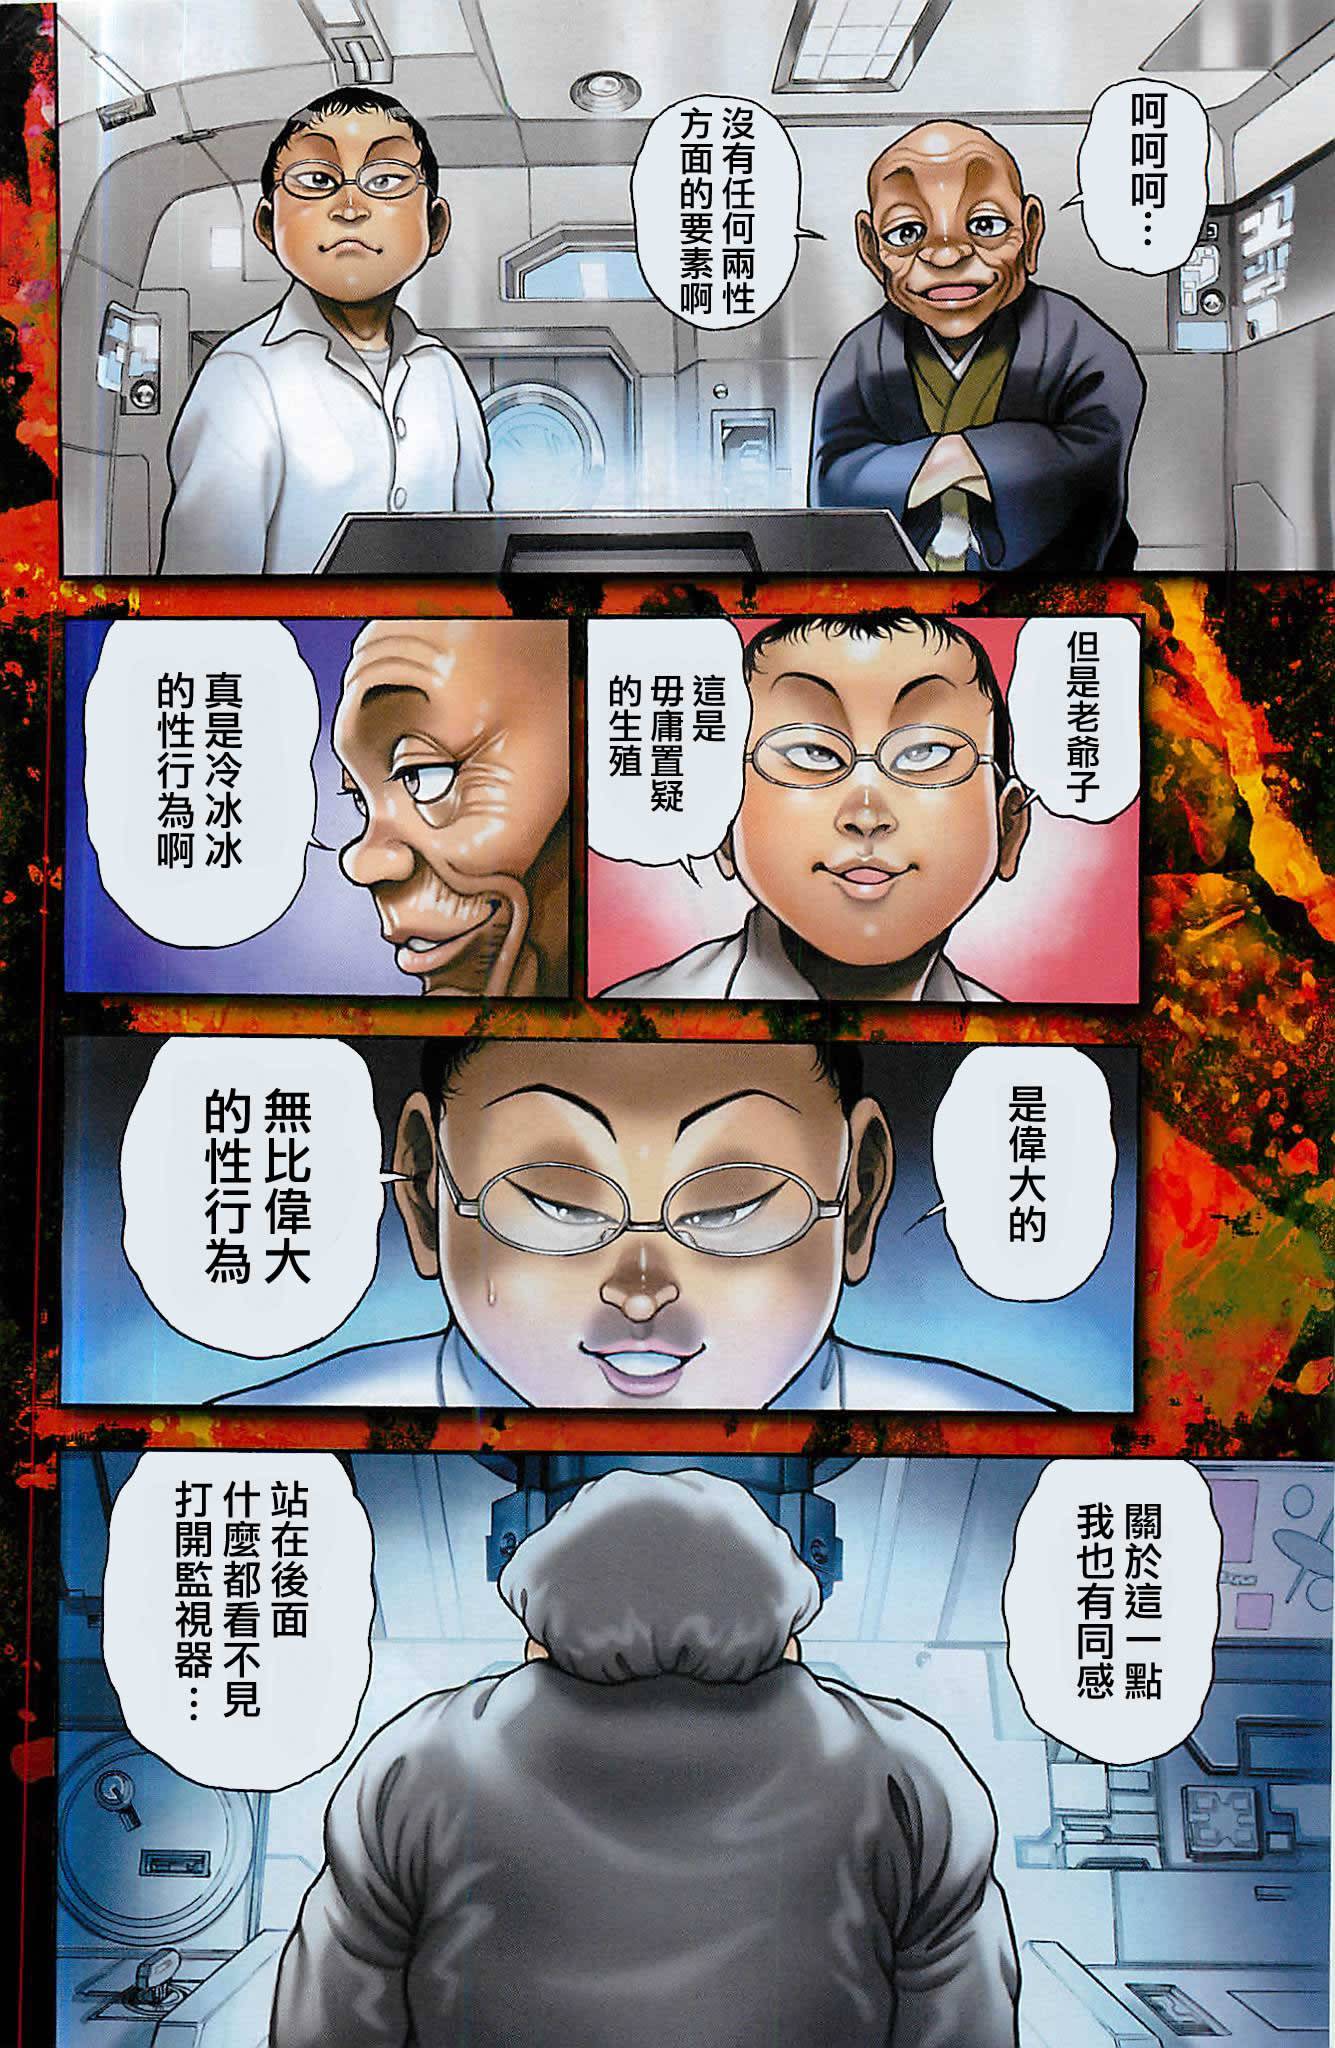 呵呵呵…
沒有任何兩性
方面的要素啊
但是老爺子
這是
毋庸置疑
的生殖
真是冷冰冰
的性行為啊
是偉大的
無比偉大
的性行為
關於這一點
我也有同感
站在後面
什麼都看不見
打開監視器…